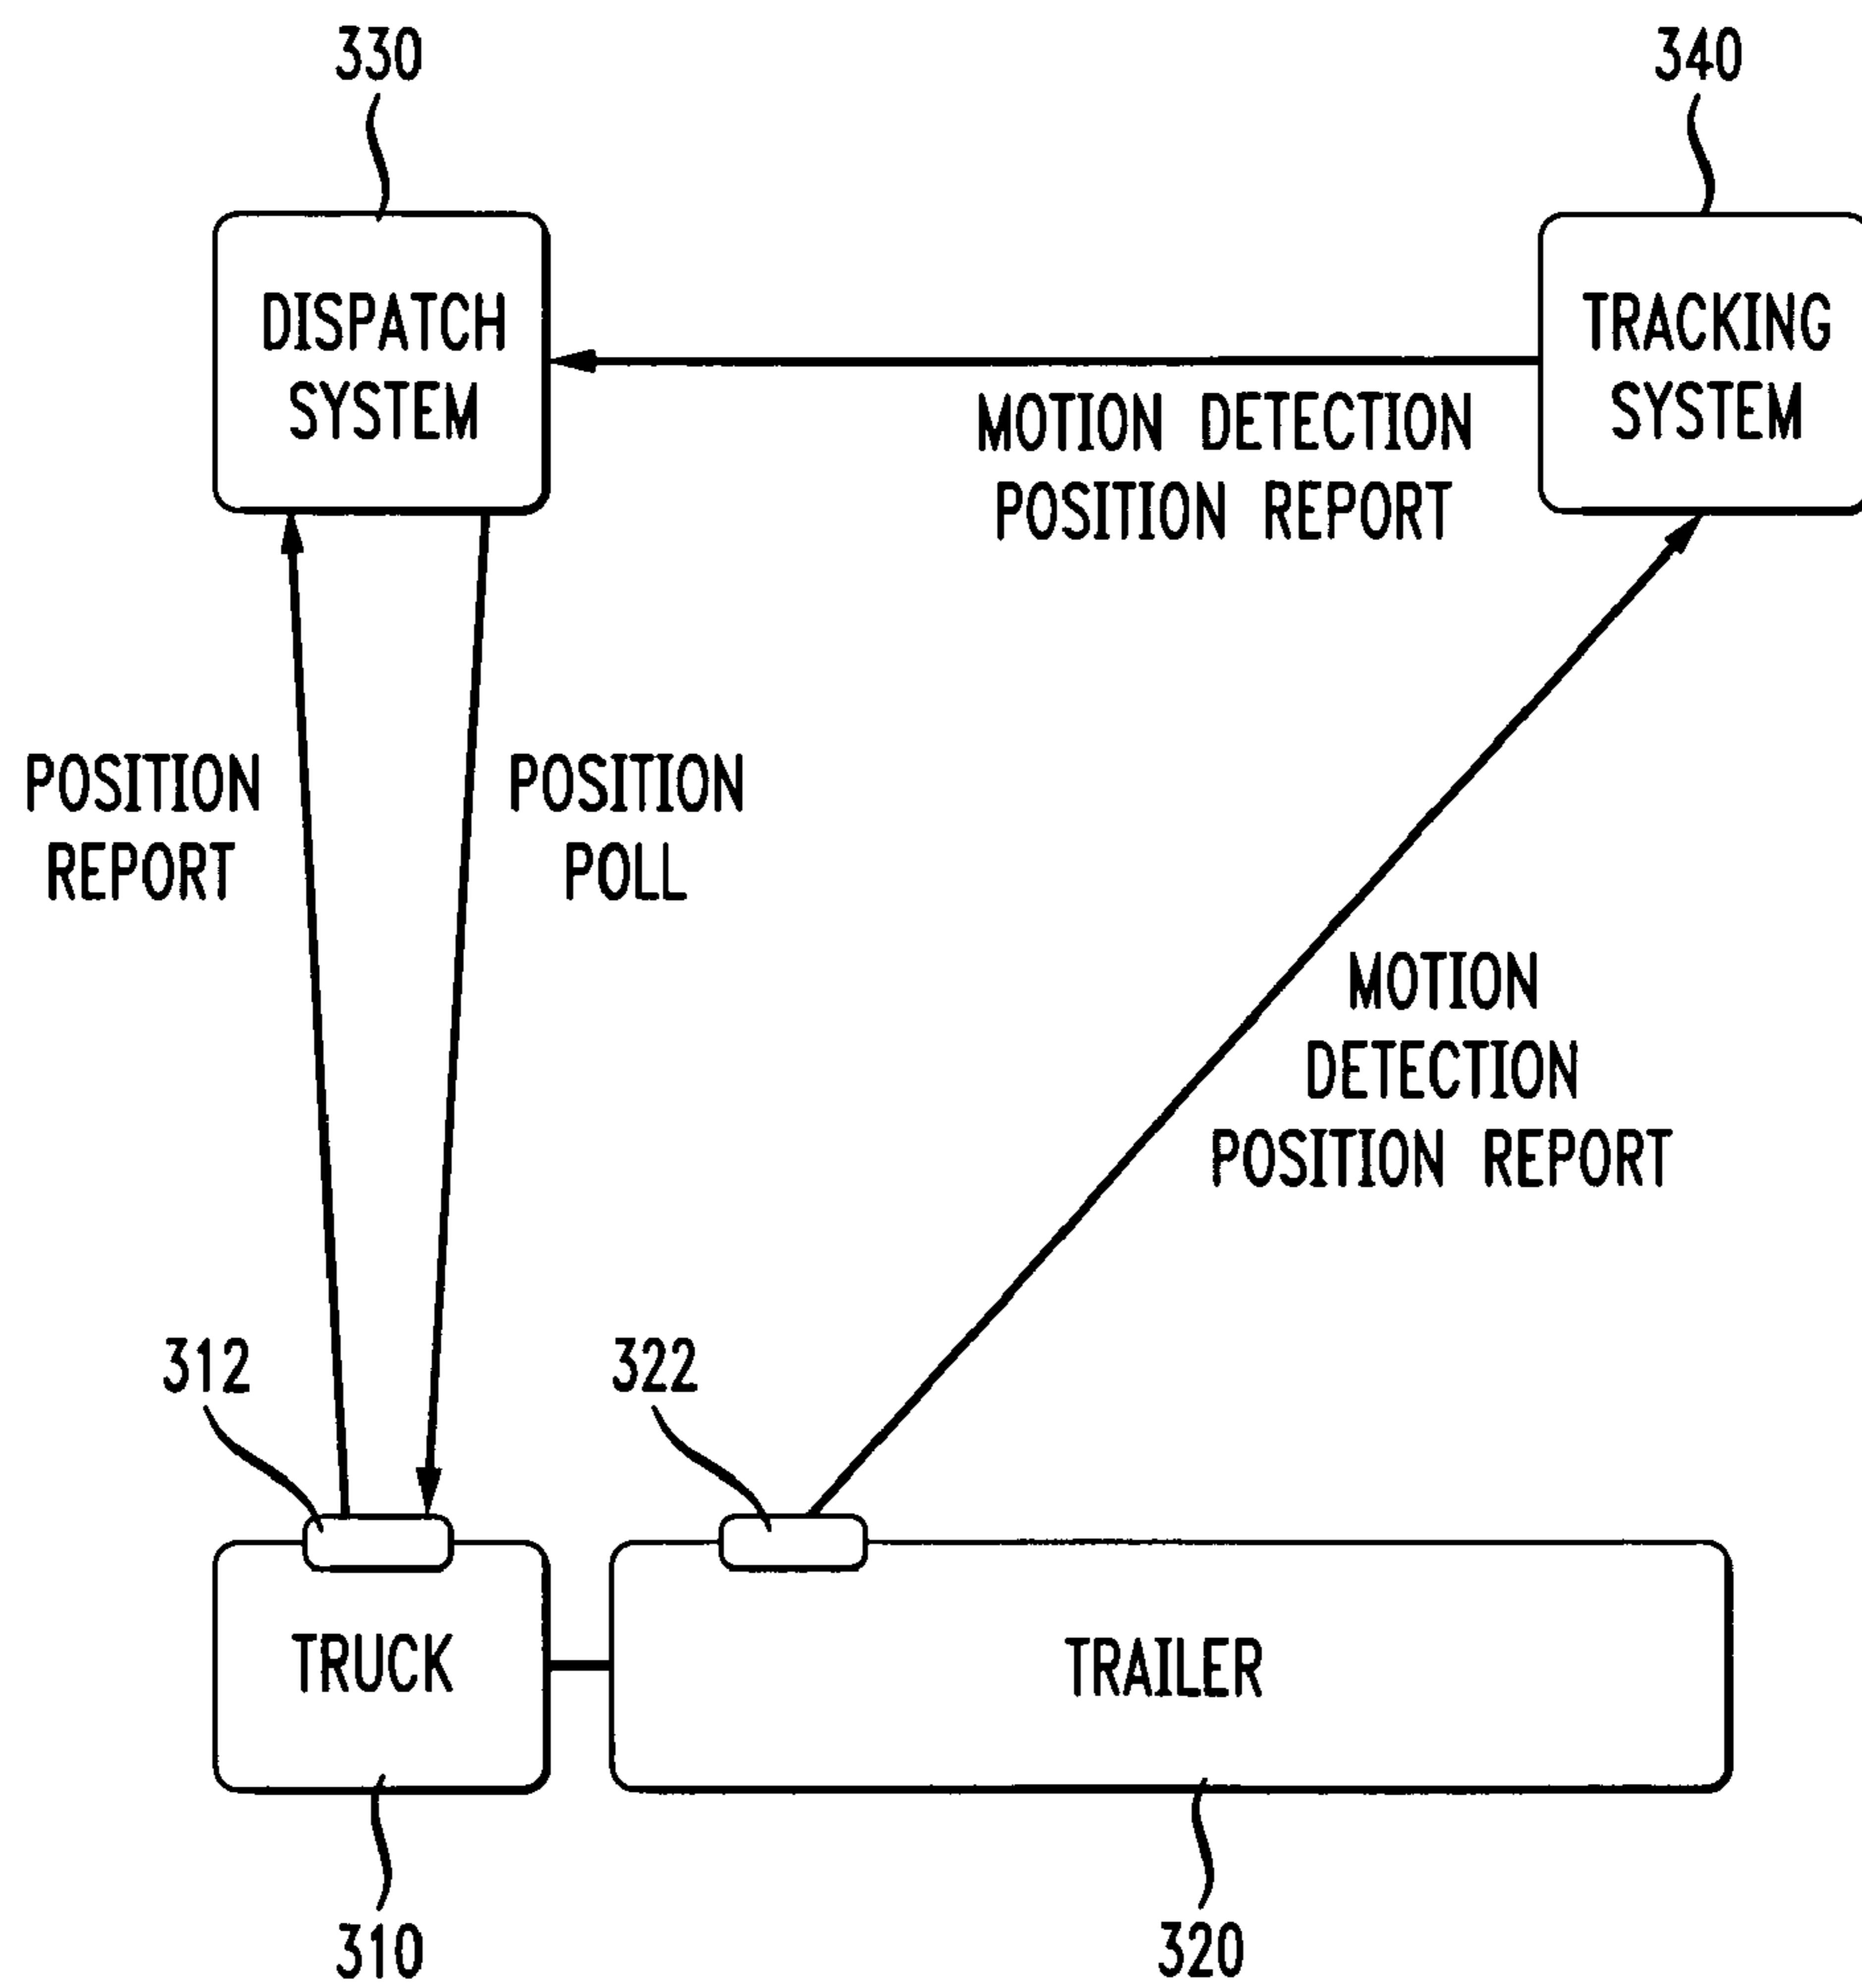 330
340
DISPATCH
SYSTEM
TRACKING
SYSTEM
MOTION DETECTION
POSITION REPORT
POSITION
REPORT
POSITION
POLL
MOTION
DETECTION
POSITION REPORT
312
322
TRUCK
TRAILER
310
320